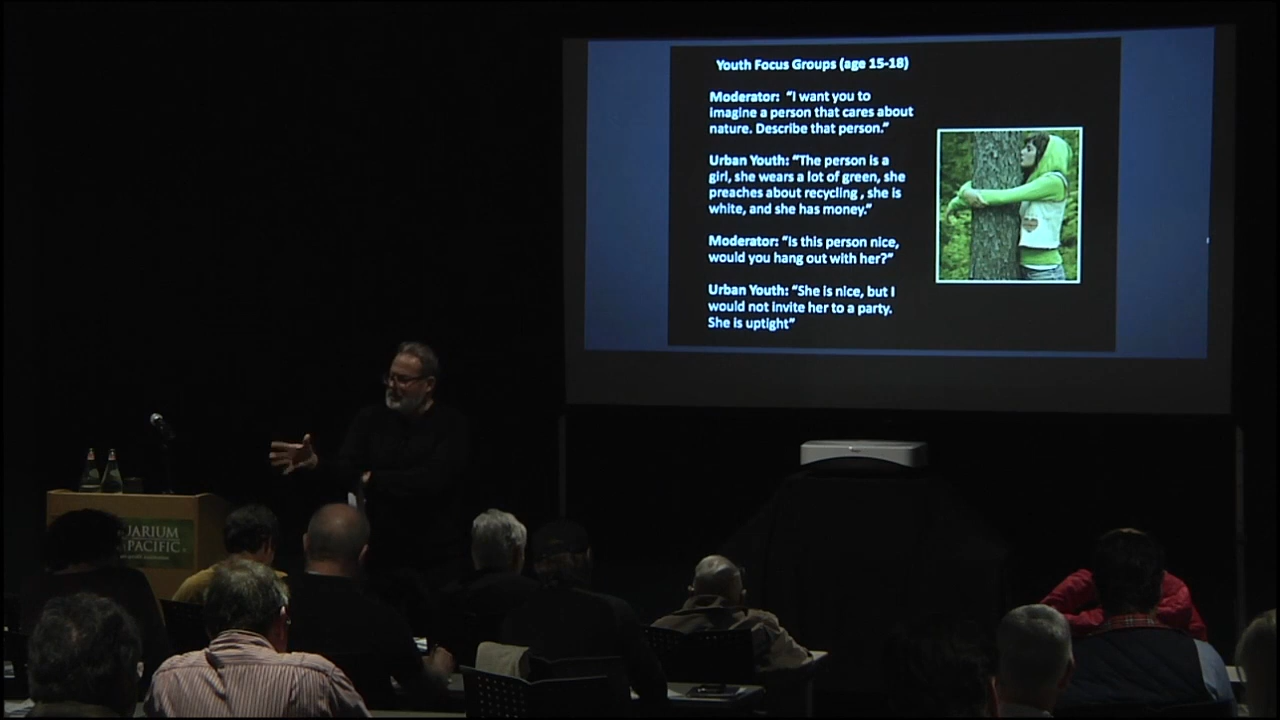 Youth Focus Groups (age 15-18)
Moderator: “I want you to
imagine a person that cares about
nature. Describe that person.”
Urban Youth: “The person is a
girl, she wears a lot of green, she
preaches about recycling , she is
white, and she has money.”
Moderator: “Is this person nice,
would you hang out with her?”
Urban Youth: “She is nice, but I
would not invite her to a party.
She is uptight”
UARIUM
PACIFIC